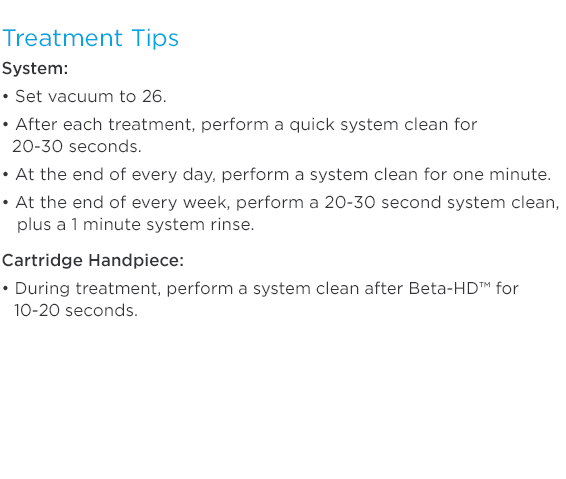 Treatment Tips
System:
• Set vacuum to 26.
• After each treatment, perform a quick system clean for
20-30 seconds.
• At the end of every day, perform a system clean for one minute.
• At the end of every week, perform a 20-30 second system clean,
plus a 1 minute system rinse.
Cartridge Handpiece:
• During treatment, perform a system clean after Beta-HD™ for
10-20 seconds.